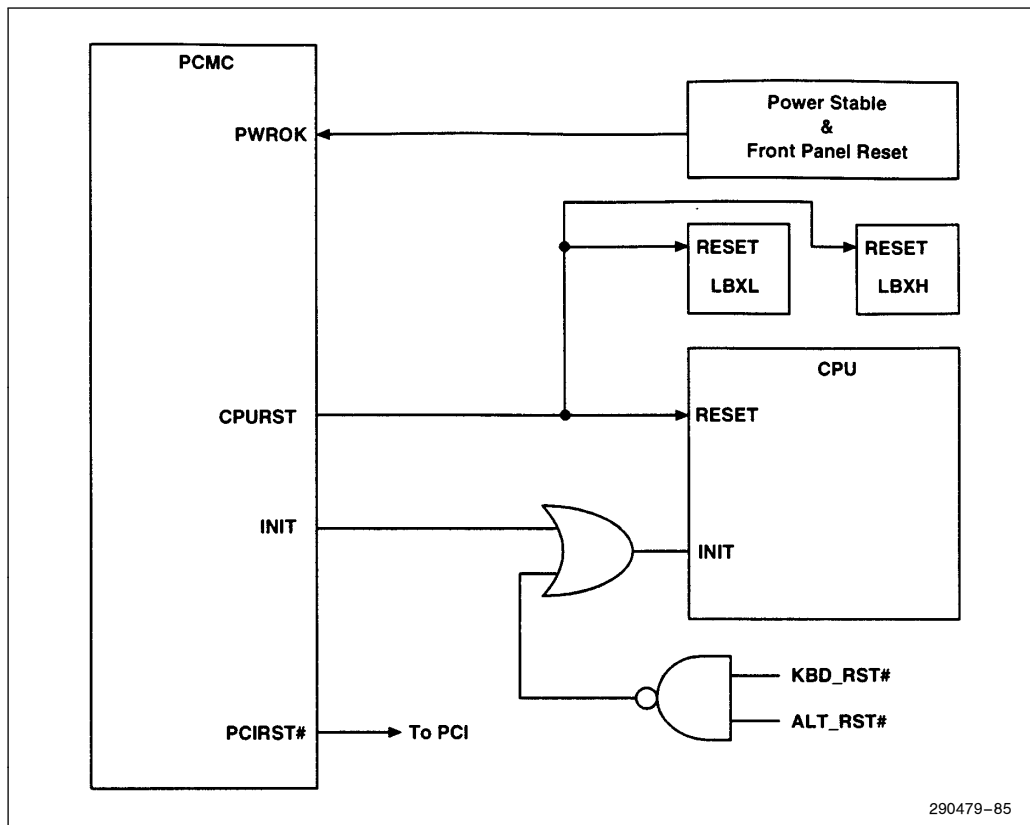 PCMC
PWROK
Power Stable
&
Front Panel Reset
RESET
LBXL
RESET
LBXH
CPU
CPURST
RESET
INIT
INIT
KBD_RST#
ALT_RST#
PCIRST#
To PCI
290479–85